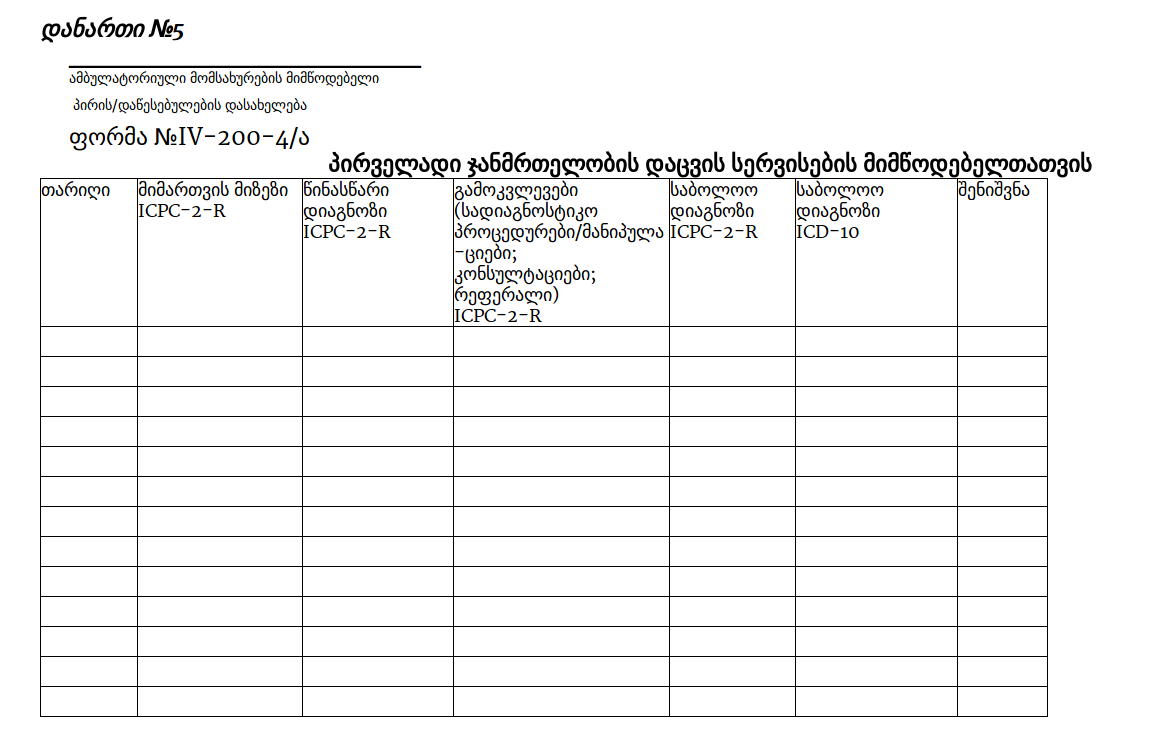 დანართი №5
ამბულატორიული მომსახურების მიმწოდებელი
პირის/დაწესებულების დასახელება
ფორმა №IV-200-4/ა
პირველადი ჯანმრთელობის დაცვის სერვისების მიმწოდებელთათვის
თარიღი
მიმართვის მიზეზი
ICPC-2-R
წინასწარი
დიაგნოზი
ICPC-2-R
გამოკვლევები
(სადიაგნოსტიკო
პროცედურები/მანიპულა
-ციები;
კონსულტაციები;
რეფერალი)
ICPC-2-R
საბოლოო
დიაგნოზი
ICPC-2-R
საბოლოო
დიაგნოზი
ICD-10
შენიშვნა